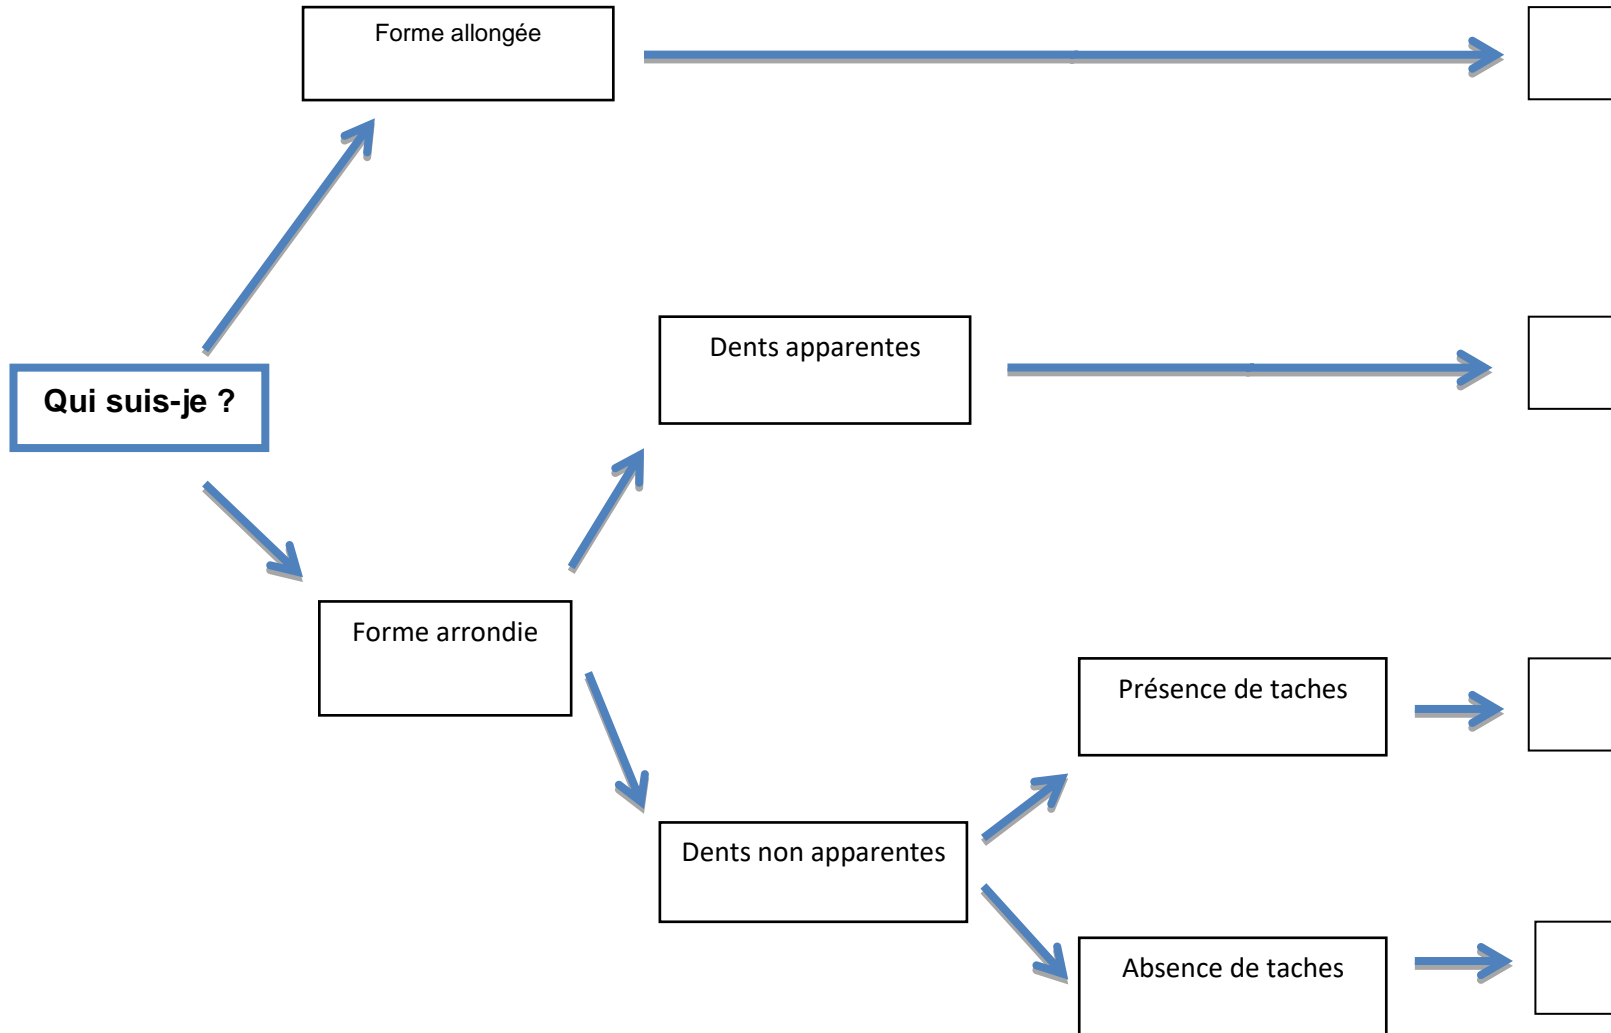 Forme allongée
Dents apparentes
Qui suis-je ?
Forme arrondie
Présence de taches
Dents non apparentes
Absence de taches